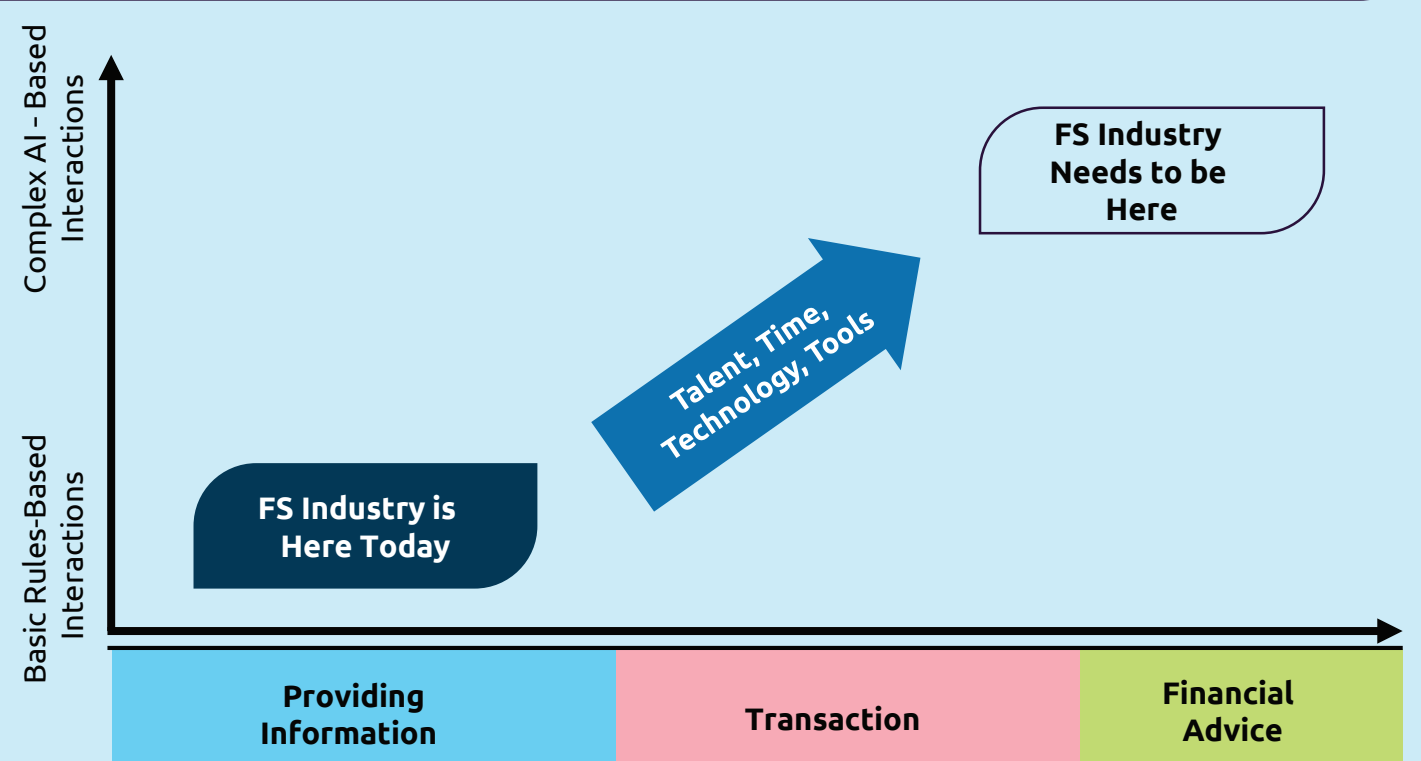 Complex AI - Based
Interactions
Basic Rules-Based
Interactions
FS Industry
Needs to be
Here
Talent, Time,
Technology, Tools
FS Industry is
Here Today
Providing
Information
Transaction
Financial
Advice